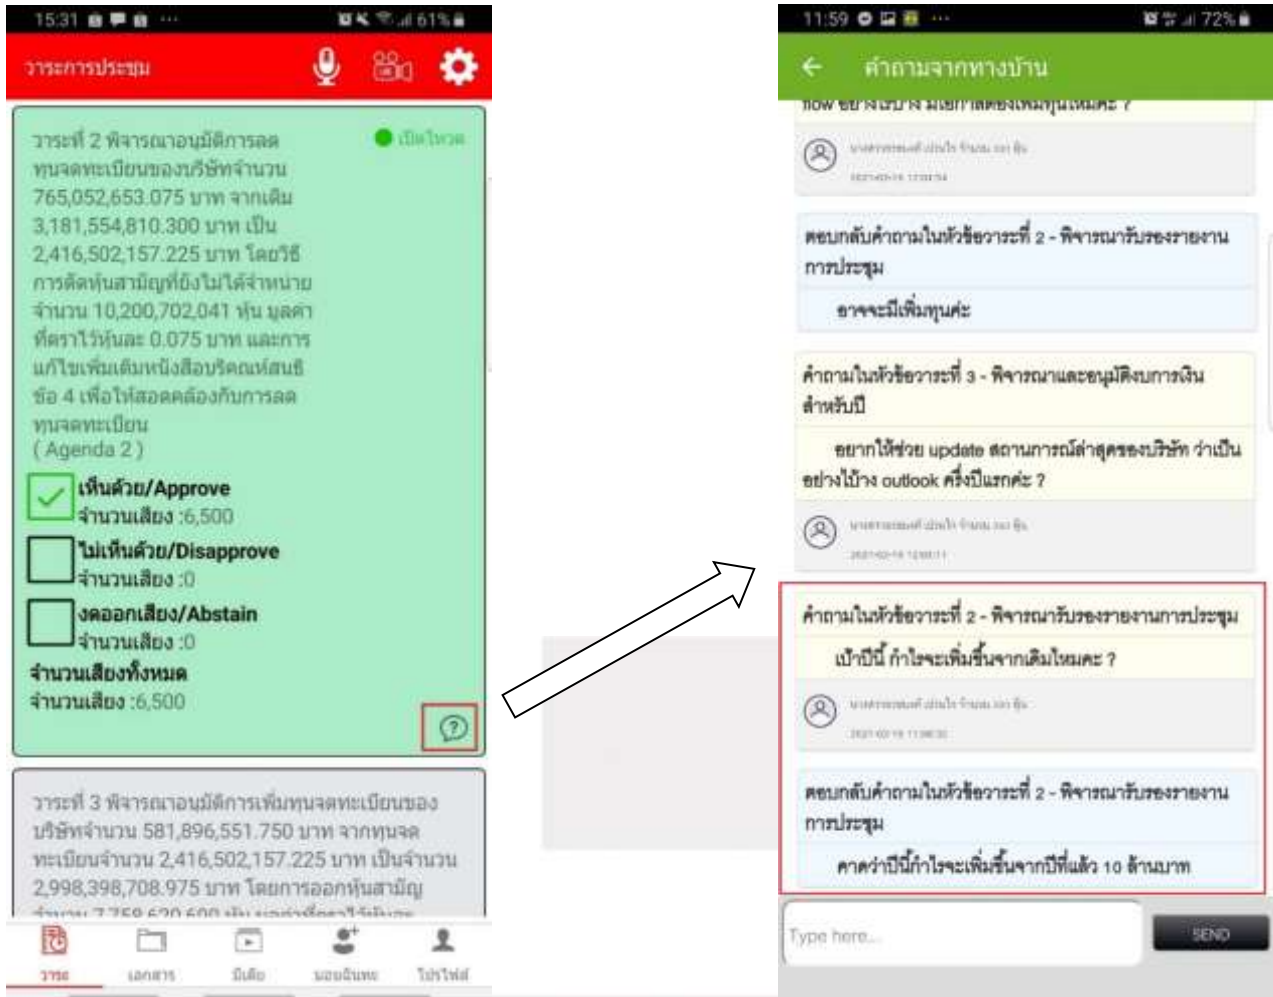 15:31
61%
วาระการประชุม
วาระที่ 2 พิจารณาอนุมัติการลด
เปิดโหวต
ทุนจดทะเบียนของบริษัทจำนวน
765,052,653.075 บาท จากเดิม
3,181,554,810.300 บาท เป็น
2,416,502,157.225 บาท โดยวิธี
การตัดหุ้นสามัญที่ยังไม่ได้จำหน่าย
จำนวน 10,200,702,041 หุ้น มูลค่า
ที่ตราไว้หุ้นละ 0.075 บาท และการ
แก้ไขเพิ่มเติมหนังสือบริคณห์สนธิ
ข้อ 4 เพื่อให้สอดคล้องกับการลด
ทุนจดทะเบียน
( Agenda 2 )
เห็นด้วย/Approve
จำนวนเสียง :6,500
ไม่เห็นด้วย/Disapprove
จำนวนเสียง :0
งดออกเสียง/Abstain
จำนวนเสียง :0
จำนวนเสียงทั้งหมด
จำนวนเสียง :6,500
วาระที่ 3 พิจารณาอนุมัติการเพิ่มทุนจดทะเบียนของ
บริษัทจำนวน 581,896,551.750 บาท จากทุนจด
ทะเบียนจำนวน 2,416,502,157.225 บาท เป็นจำนวน
2,998,398,708.975 บาท โดยการออกหุ้นสามัญ
จำนวน 7,758,620,690 หุ้น มูลค่าที่ตราไว้หุ้นละ
วาระ เอกสาร มีเดีย มอบฉันทะ โปรไฟล์
11:59
72%
คำถามจากทางบ้าน
ตอบกลับคำถามในหัวข้อวาระที่ 2 - พิจารณารับรองรายงาน
การประชุม
อาจจะมีเพิ่มทุนค่ะ
คำถามในหัวข้อวาระที่ 3 - พิจารณาและอนุมัติงบการเงิน
สำหรับปี
อยากให้ช่วย update สถานการณ์ล่าสุดของบริษัท ว่าเป็น
อย่างไบ้าง outlook ครึ่งปีแรกค่ะ ?
คำถามในหัวข้อวาระที่ 2 - พิจารณารับรองรายงานการประชุม
เป้าปีนี้ กำไรจะเพิ่มขึ้นจากเดิมไหมคะ ?
ตอบกลับคำถามในหัวข้อวาระที่ 2 - พิจารณารับรองรายงาน
การประชุม
คาดว่าปีนี้กำไรจะเพิ่มขึ้นจากปีที่แล้ว 10 ล้านบาท
Type here...
SEND